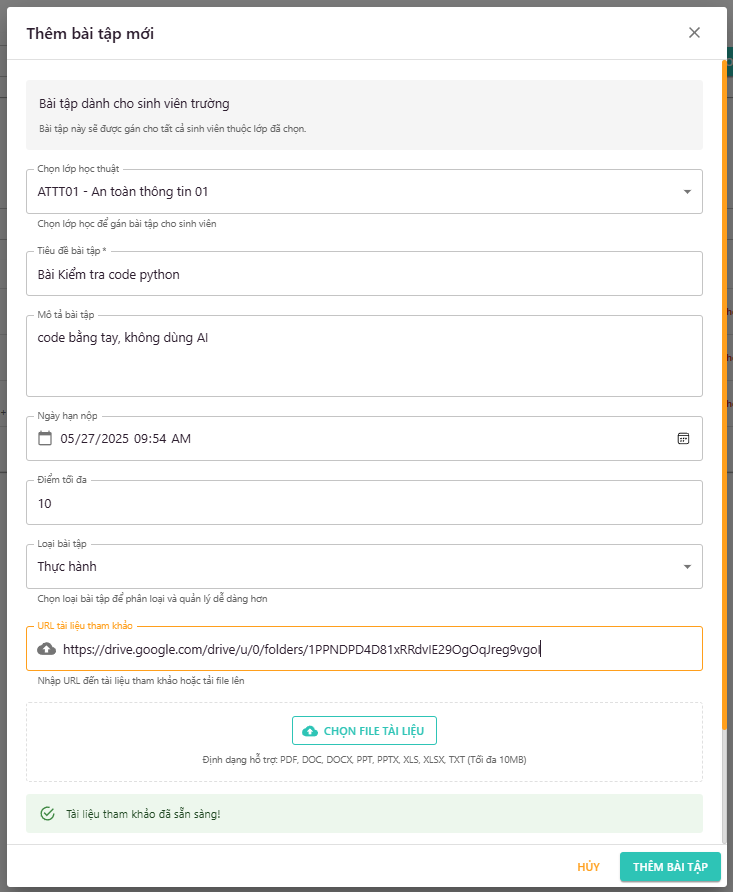 Thêm bài tập mới
Bài tập dành cho sinh viên trường
Bài tập này sẽ được gán cho tất cả sinh viên thuộc lớp đã chọn.
Chọn lớp học thuật
ATTT01 - An toàn thông tin 01
Chọn lớp học để gán bài tập cho sinh viên
Tiêu đề bài tập *
Bài Kiểm tra code python
Mô tả bài tập
code bằng tay, không dùng AI
Ngày hạn nộp
05/27/2025 09:54 AM
Điểm tối đa
10
Loại bài tập
Thực hành
Chọn loại bài tập để phân loại và quản lý dễ dàng hơn
URL tài liệu tham khảo
https://drive.google.com/drive/u/0/folders/1PPNDPD4D81xRRdvIE29OgOqJreg9vgoI
Nhập URL đến tài liệu tham khảo hoặc tải file lên
CHỌN FILE TÀI LIỆU
Định dạng hỗ trợ: PDF, DOC, DOCX, PPT, PPTX, XLS, XLSX, TXT (Tối đa 10MB)
Tài liệu tham khảo đã sẵn sàng!
HỦY
THÊM BÀI TẬP